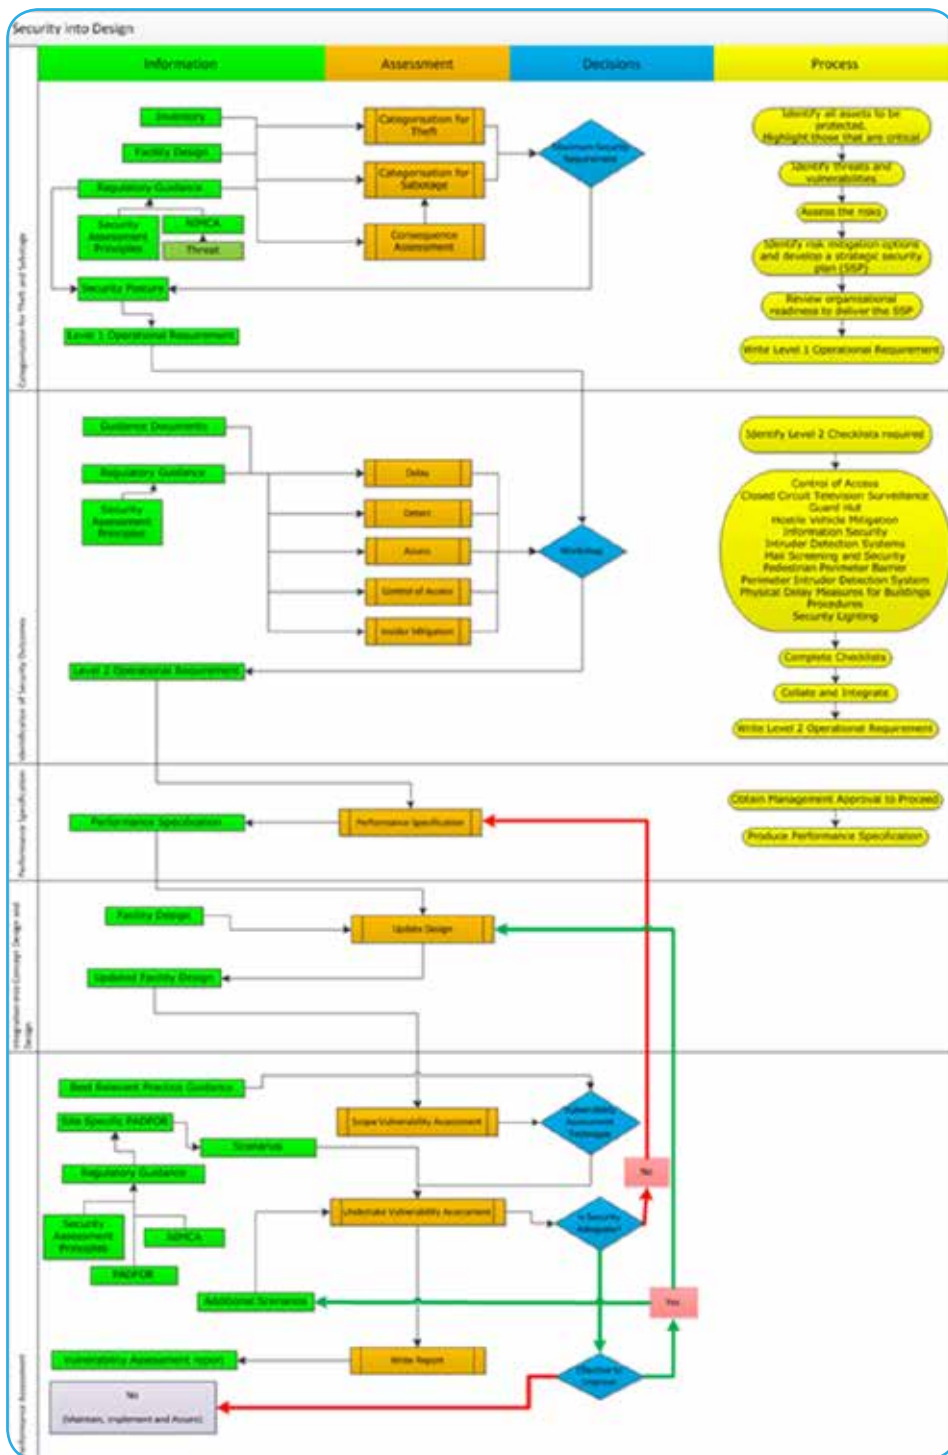 Security into Design
Information
Assessment
Decisions
Process
Categorisation for Theft and Sabotage
Inventory
Facility Design
Regulatory Guidance
Security
Assessment
Principles
NIMCA
Threat
Security Posture
Level 1 Operational Requirement
Categorisation for
Theft
Categorisation for
Sabotage
Consequence
Assessment
Maximum Security
Requirement
Identify all assets to be
protected.
Highlight those that are critical
Identify threats and
vulnerabilities
Assess the risks
Identify risk mitigation options
and develop a strategic security
plan (SSP)
Review organisational
readiness to deliver the SSP
Write Level 1 Operational Requirement
Identification of Security Outcomes
Guidance Documents
Regulatory Guidance
Security
Assessment
Principles
Delay
Detect
Assess
Control of Access
Insider Mitigation
Workshop
Level 2 Operational Requirement
Identify Level 2 Checklists required
Control of Access
Closed Circuit Television Surveillance
Guard Hut
Hostile Vehicle Mitigation
Information Security
Intruder Detection Systems
Mail Screening and Security
Pedestrian Perimeter Barrier
Perimeter Intruder Detection System
Physical Delay Measures for Buildings
Procedures
Security Lighting
Complete Checklists
Collate and Integrate
Write Level 2 Operational Requirement
Performance Specification
Performance Specification
Performance Specification
Obtain Management Approval to Proceed
Produce Performance Specification
Integration into Concept Design and
Design
Facility Design
Update Design
Updated Facility Design
Performance Assessment
Best Relevant Practice Guidance
Site Specific PADFOR
Scenarios
Regulatory Guidance
Security
Assessment
Principles
NIMCA
PADFOR
Scope Vulnerability Assessment
Vulnerability
Assessment
Technique
Undertake Vulnerability Assessment
Is Security
Adequate?
No
Yes
Additional Scenarios
Vulnerability Assessment report
Write Report
Effective to
Improve
No
(Maintain, Implement and Assure)